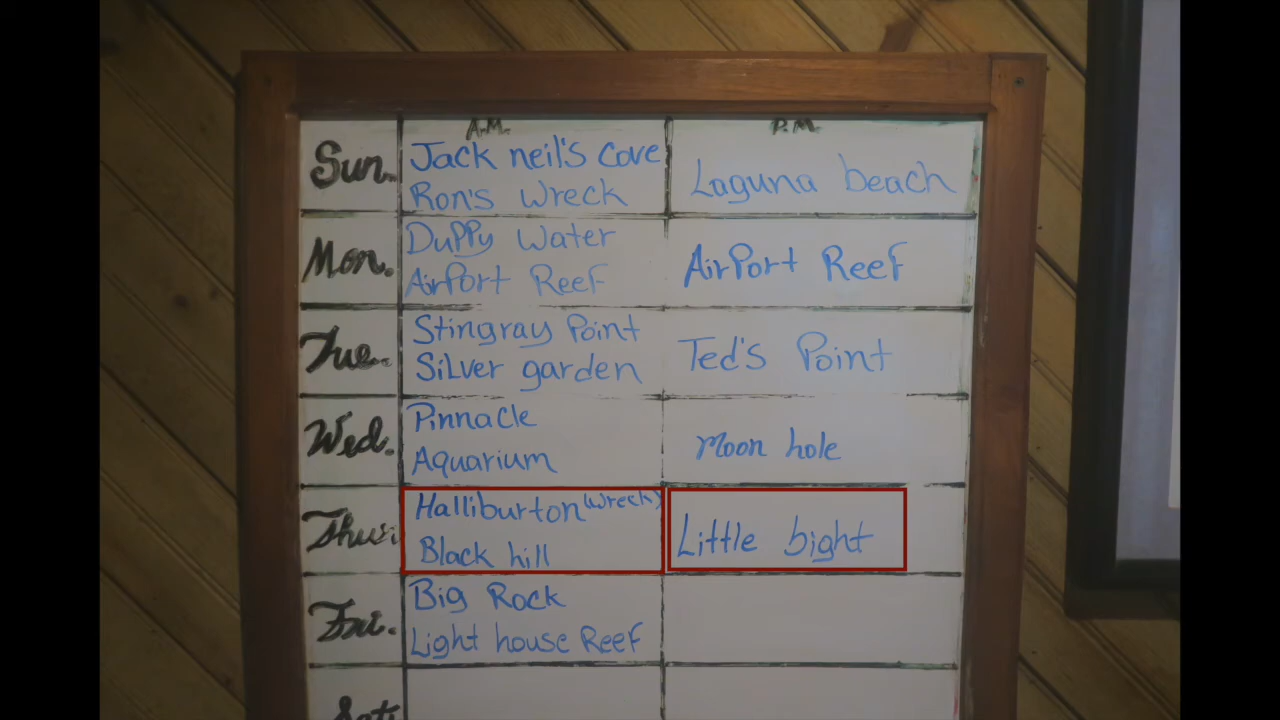 A.M. P.M.
Sun. Jack neil's Cove
Ron's Wreck
Laguna beach
Mon. Duppy Water
AirPort Reef
AirPort Reef
Tue. Stingray Point
SiLver garden
Ted's Point
Wed. Pinnacle
Aquarium
Moon hole
Thur. Halliburton (wreck)
Black hill
Little bight
Fri. Big Rock
Light house Reef
Sat.